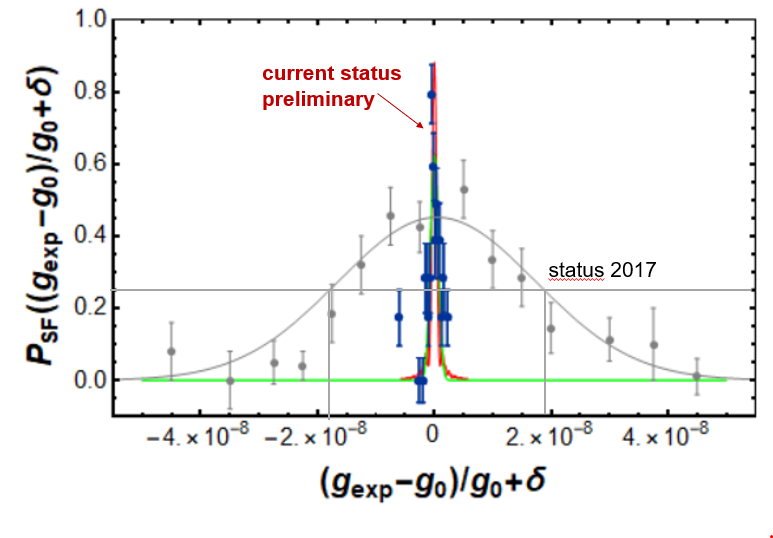 1.0
0.8
0.6
0.4
0.2
0.0
P_SF((g_exp−g_0)/g_0+δ)
current status
preliminary
status 2017
−4.×10^−8 −2.×10^−8 0 2.×10^−8 4.×10^−8
(g_exp−g_0)/g_0+δ